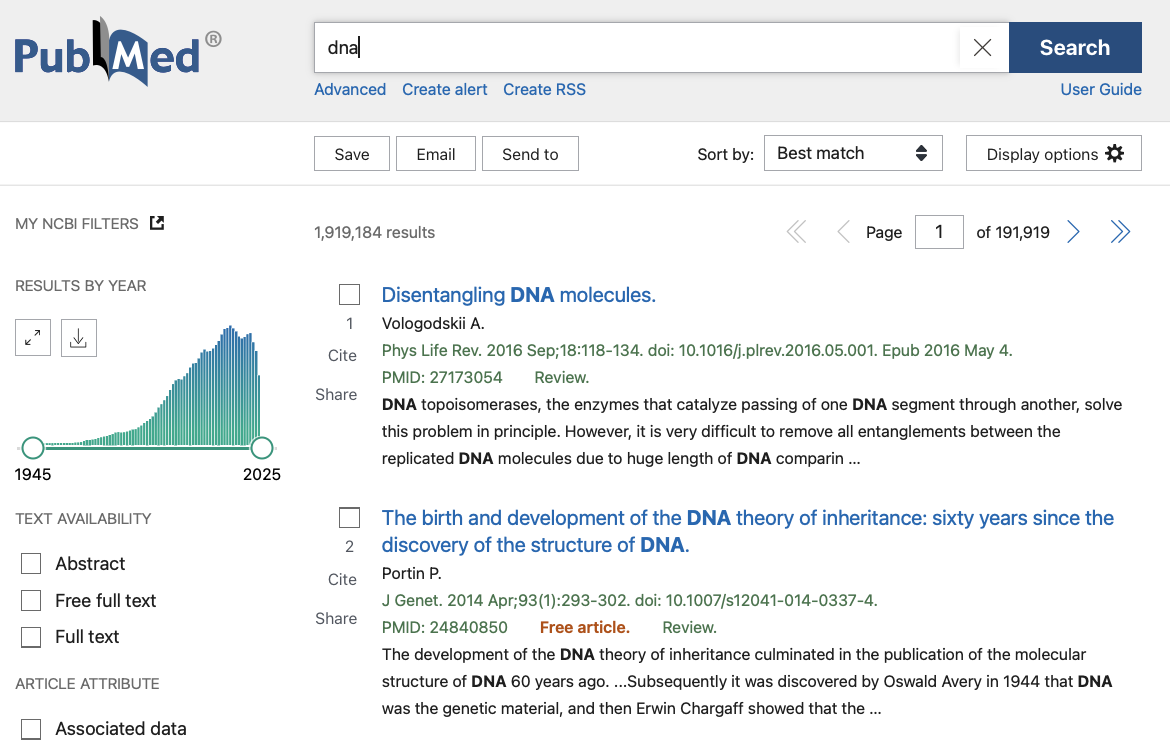 PubMed®
dna
Search
Advanced Create alert Create RSS User Guide
Save Email Send to Sort by: Best match Display options
MY NCBI FILTERS
1,919,184 results Page 1 of 191,919
RESULTS BY YEAR
1945 2025
TEXT AVAILABILITY
Abstract
Free full text
Full text
ARTICLE ATTRIBUTE
Associated data
Disentangling DNA molecules.
1
Cite
Share
Vologodskii A.
Phys Life Rev. 2016 Sep;18:118-134. doi: 10.1016/j.plrev.2016.05.001. Epub 2016 May 4.
PMID: 27173054 Review.
DNA topoisomerases, the enzymes that catalyze passing of one DNA segment through another, solve
this problem in principle. However, it is very difficult to remove all entanglements between the
replicated DNA molecules due to huge length of DNA comparin ...
The birth and development of the DNA theory of inheritance: sixty years since the
discovery of the structure of DNA.
2
Cite
Share
Portin P.
J Genet. 2014 Apr;93(1):293-302. doi: 10.1007/s12041-014-0337-4.
PMID: 24840850 Free article. Review.
The development of the DNA theory of inheritance culminated in the publication of the molecular
structure of DNA 60 years ago. ...Subsequently it was discovered by Oswald Avery in 1944 that DNA
was the genetic material, and then Erwin Chargaff showed that the ...